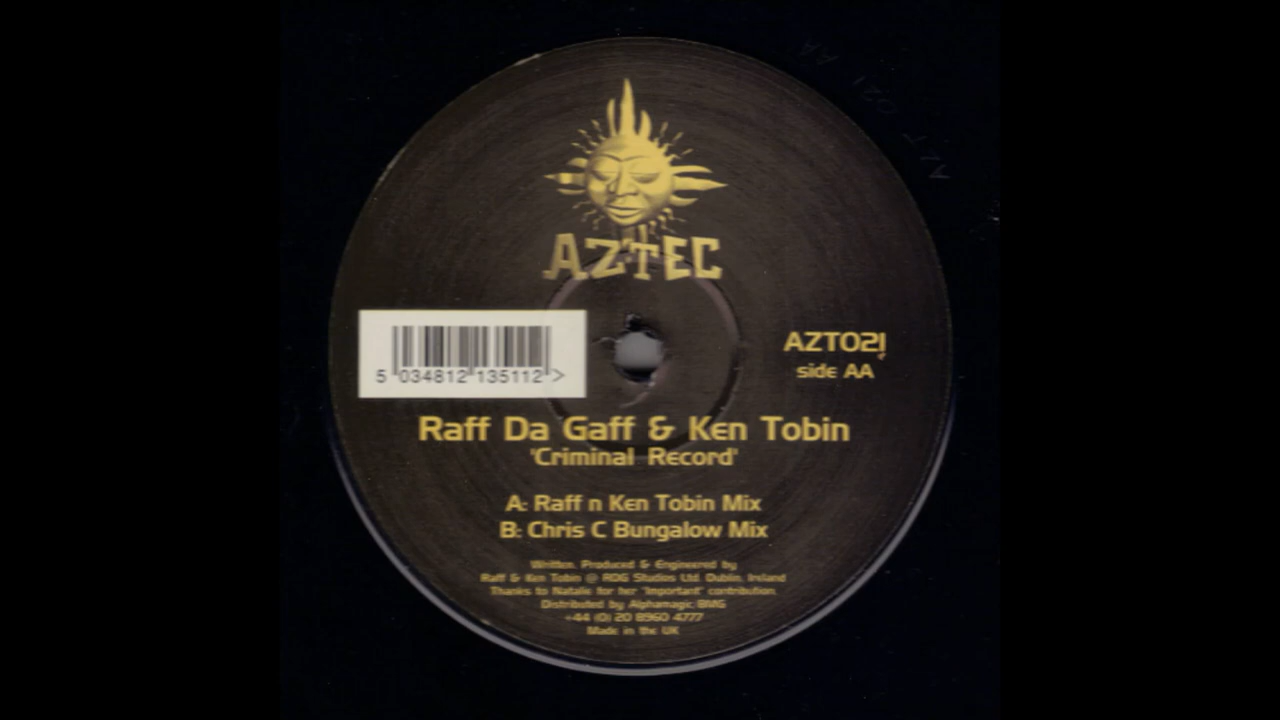 AZTEC
5 034812 135112 >
AZT021
side AA
Raff Da Gaff & Ken Tobin
'Criminal Record'
A: Raff n Ken Tobin Mix
B: Chris C Bungalow Mix
Written, Produced & Engineered by
Raff & Ken Tobin @ RDG Studios Ltd. Dublin, Ireland
Thanks to Natalie for her "Important" contribution.
Distributed by Alphamagic BMG
+44 (0) 20 8960 4777
Made in the UK